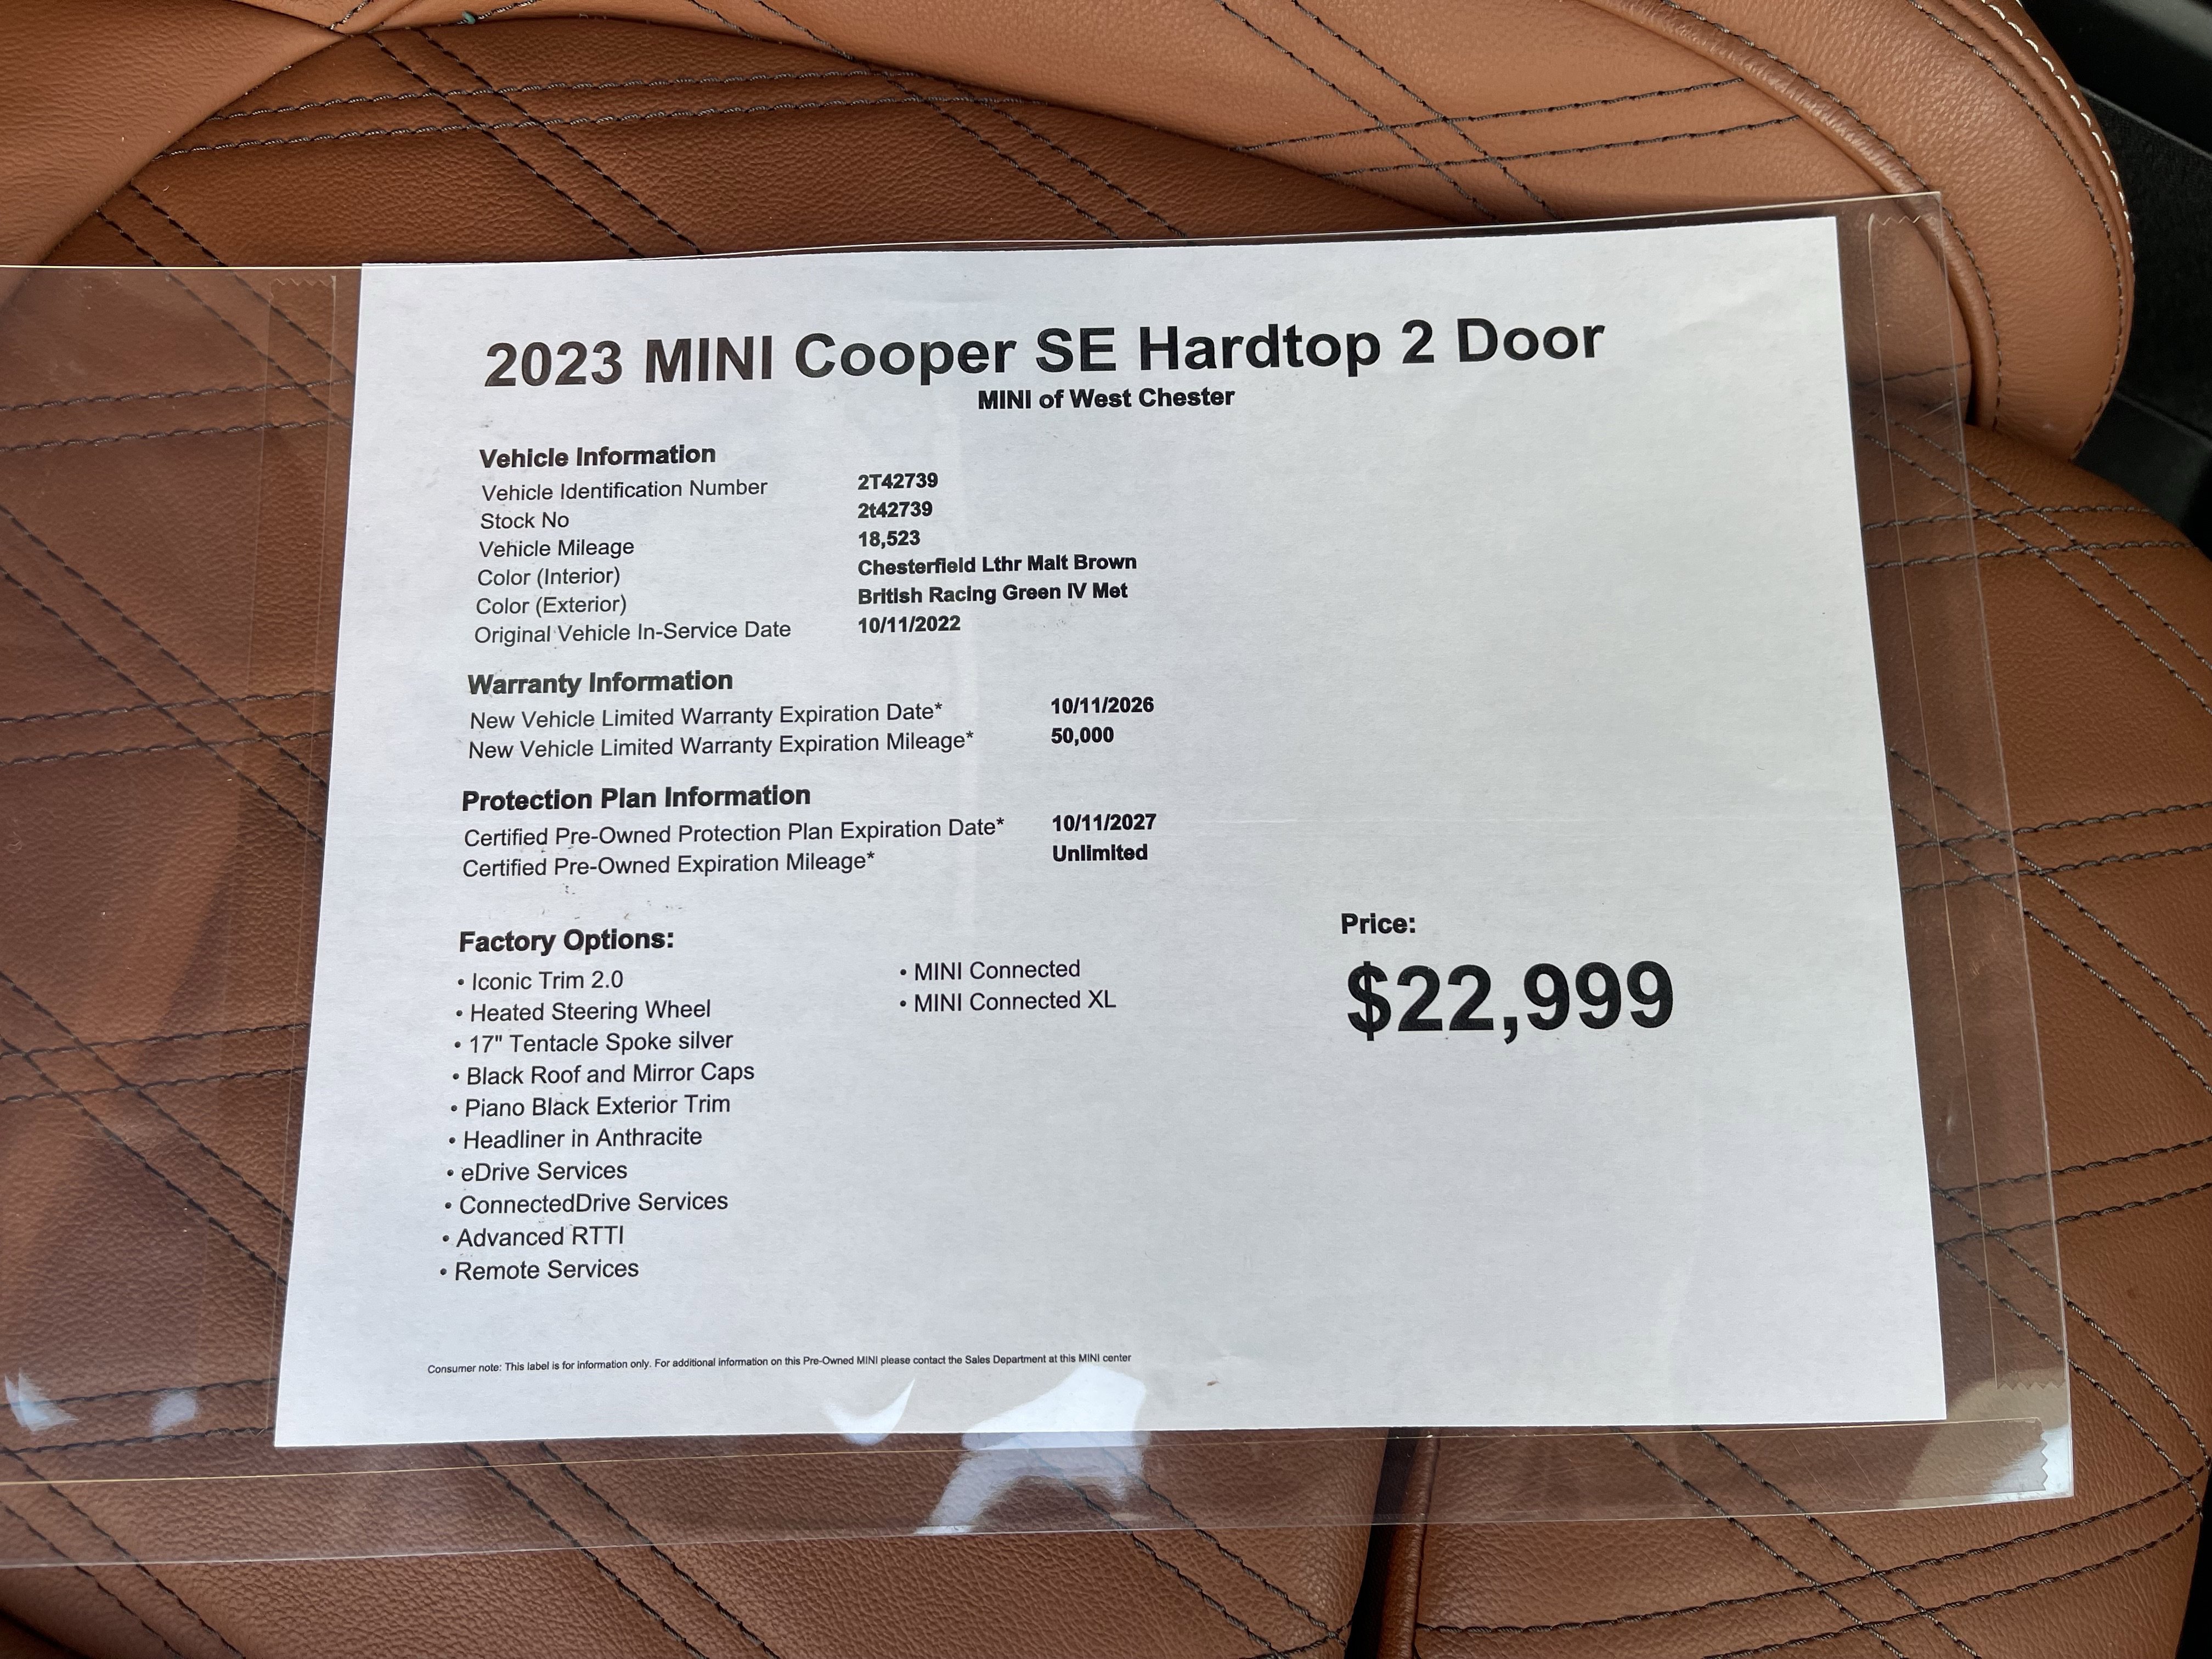 2023 MINI Cooper SE Hardtop 2 Door
MINI of West Chester
Vehicle Information
Vehicle Identification Number 2T42739
Stock No 2t42739
Vehicle Mileage 18,523
Color (Interior) Chesterfield Lthr Malt Brown
Color (Exterior) British Racing Green IV Met
Original Vehicle In-Service Date 10/11/2022
Warranty Information
New Vehicle Limited Warranty Expiration Date* 10/11/2026
New Vehicle Limited Warranty Expiration Mileage* 50,000
Protection Plan Information
Certified Pre-Owned Protection Plan Expiration Date* 10/11/2027
Certified Pre-Owned Expiration Mileage* Unlimited
Factory Options:
• Iconic Trim 2.0
• Heated Steering Wheel
• 17" Tentacle Spoke silver
• Black Roof and Mirror Caps
• Piano Black Exterior Trim
• Headliner in Anthracite
• eDrive Services
• ConnectedDrive Services
• Advanced RTTI
• Remote Services
• MINI Connected
• MINI Connected XL
Price:
$22,999
Consumer note: This label is for information only. For additional information on this Pre-Owned MINI please contact the Sales Department at this MINI center